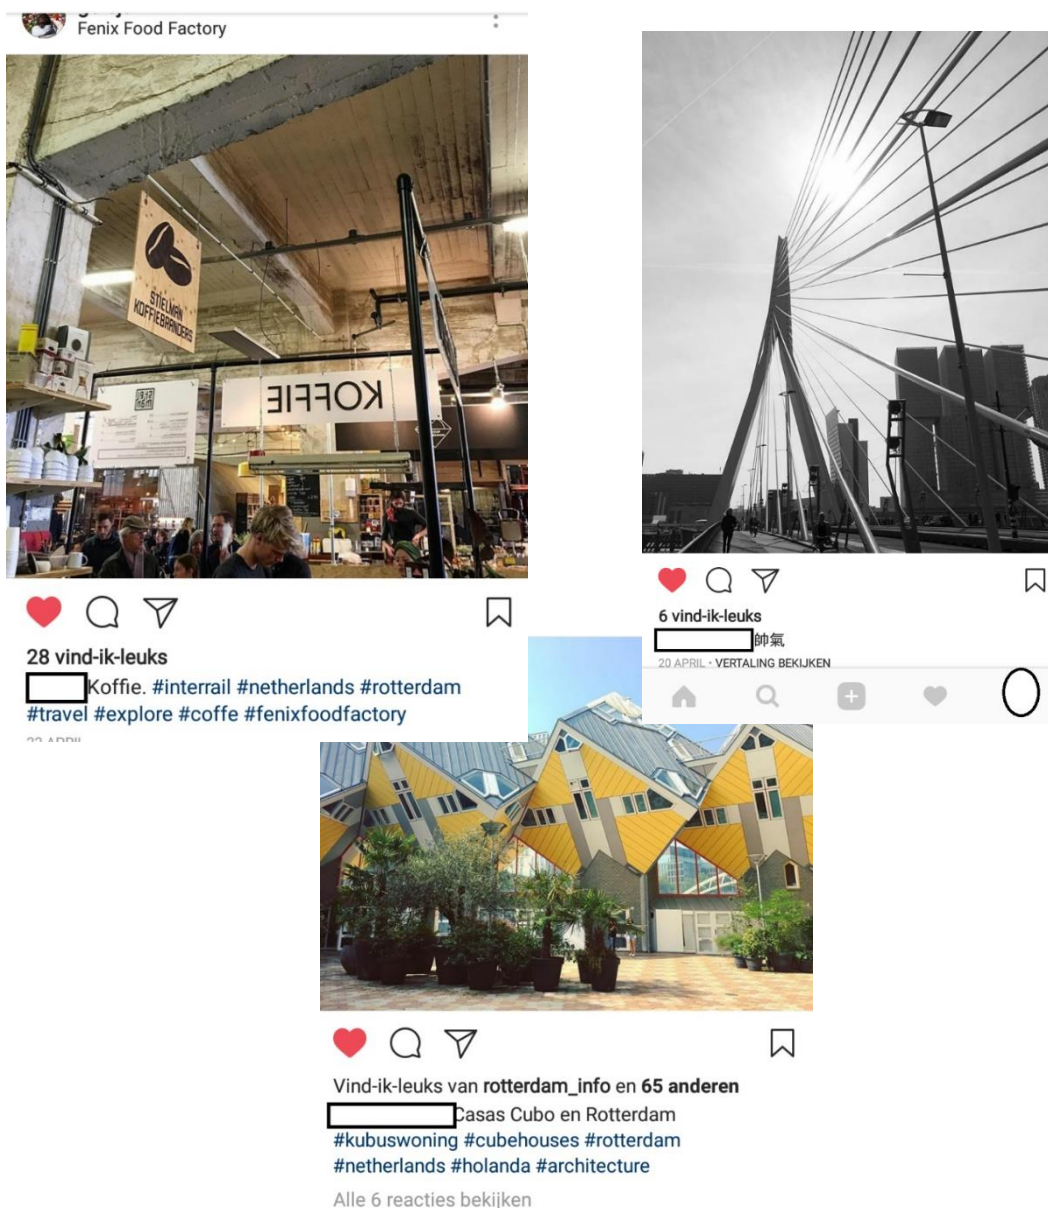 Fenix Food Factory
STIELMAN
KOFFIEBRANDERS
KOFFIE
28 vind-ik-leuks
Koffie. #interrail #netherlands #rotterdam
#travel #explore #coffe #fenixfoodfactory
22 APRIL
6 vind-ik-leuks
帥氣
20 APRIL · VERTALING BEKIJKEN
Vind-ik-leuks van rotterdam_info en 65 anderen
Casas Cubo en Rotterdam
#kubuswoning #cubehouses #rotterdam
#netherlands #holanda #architecture
Alle 6 reacties bekijken